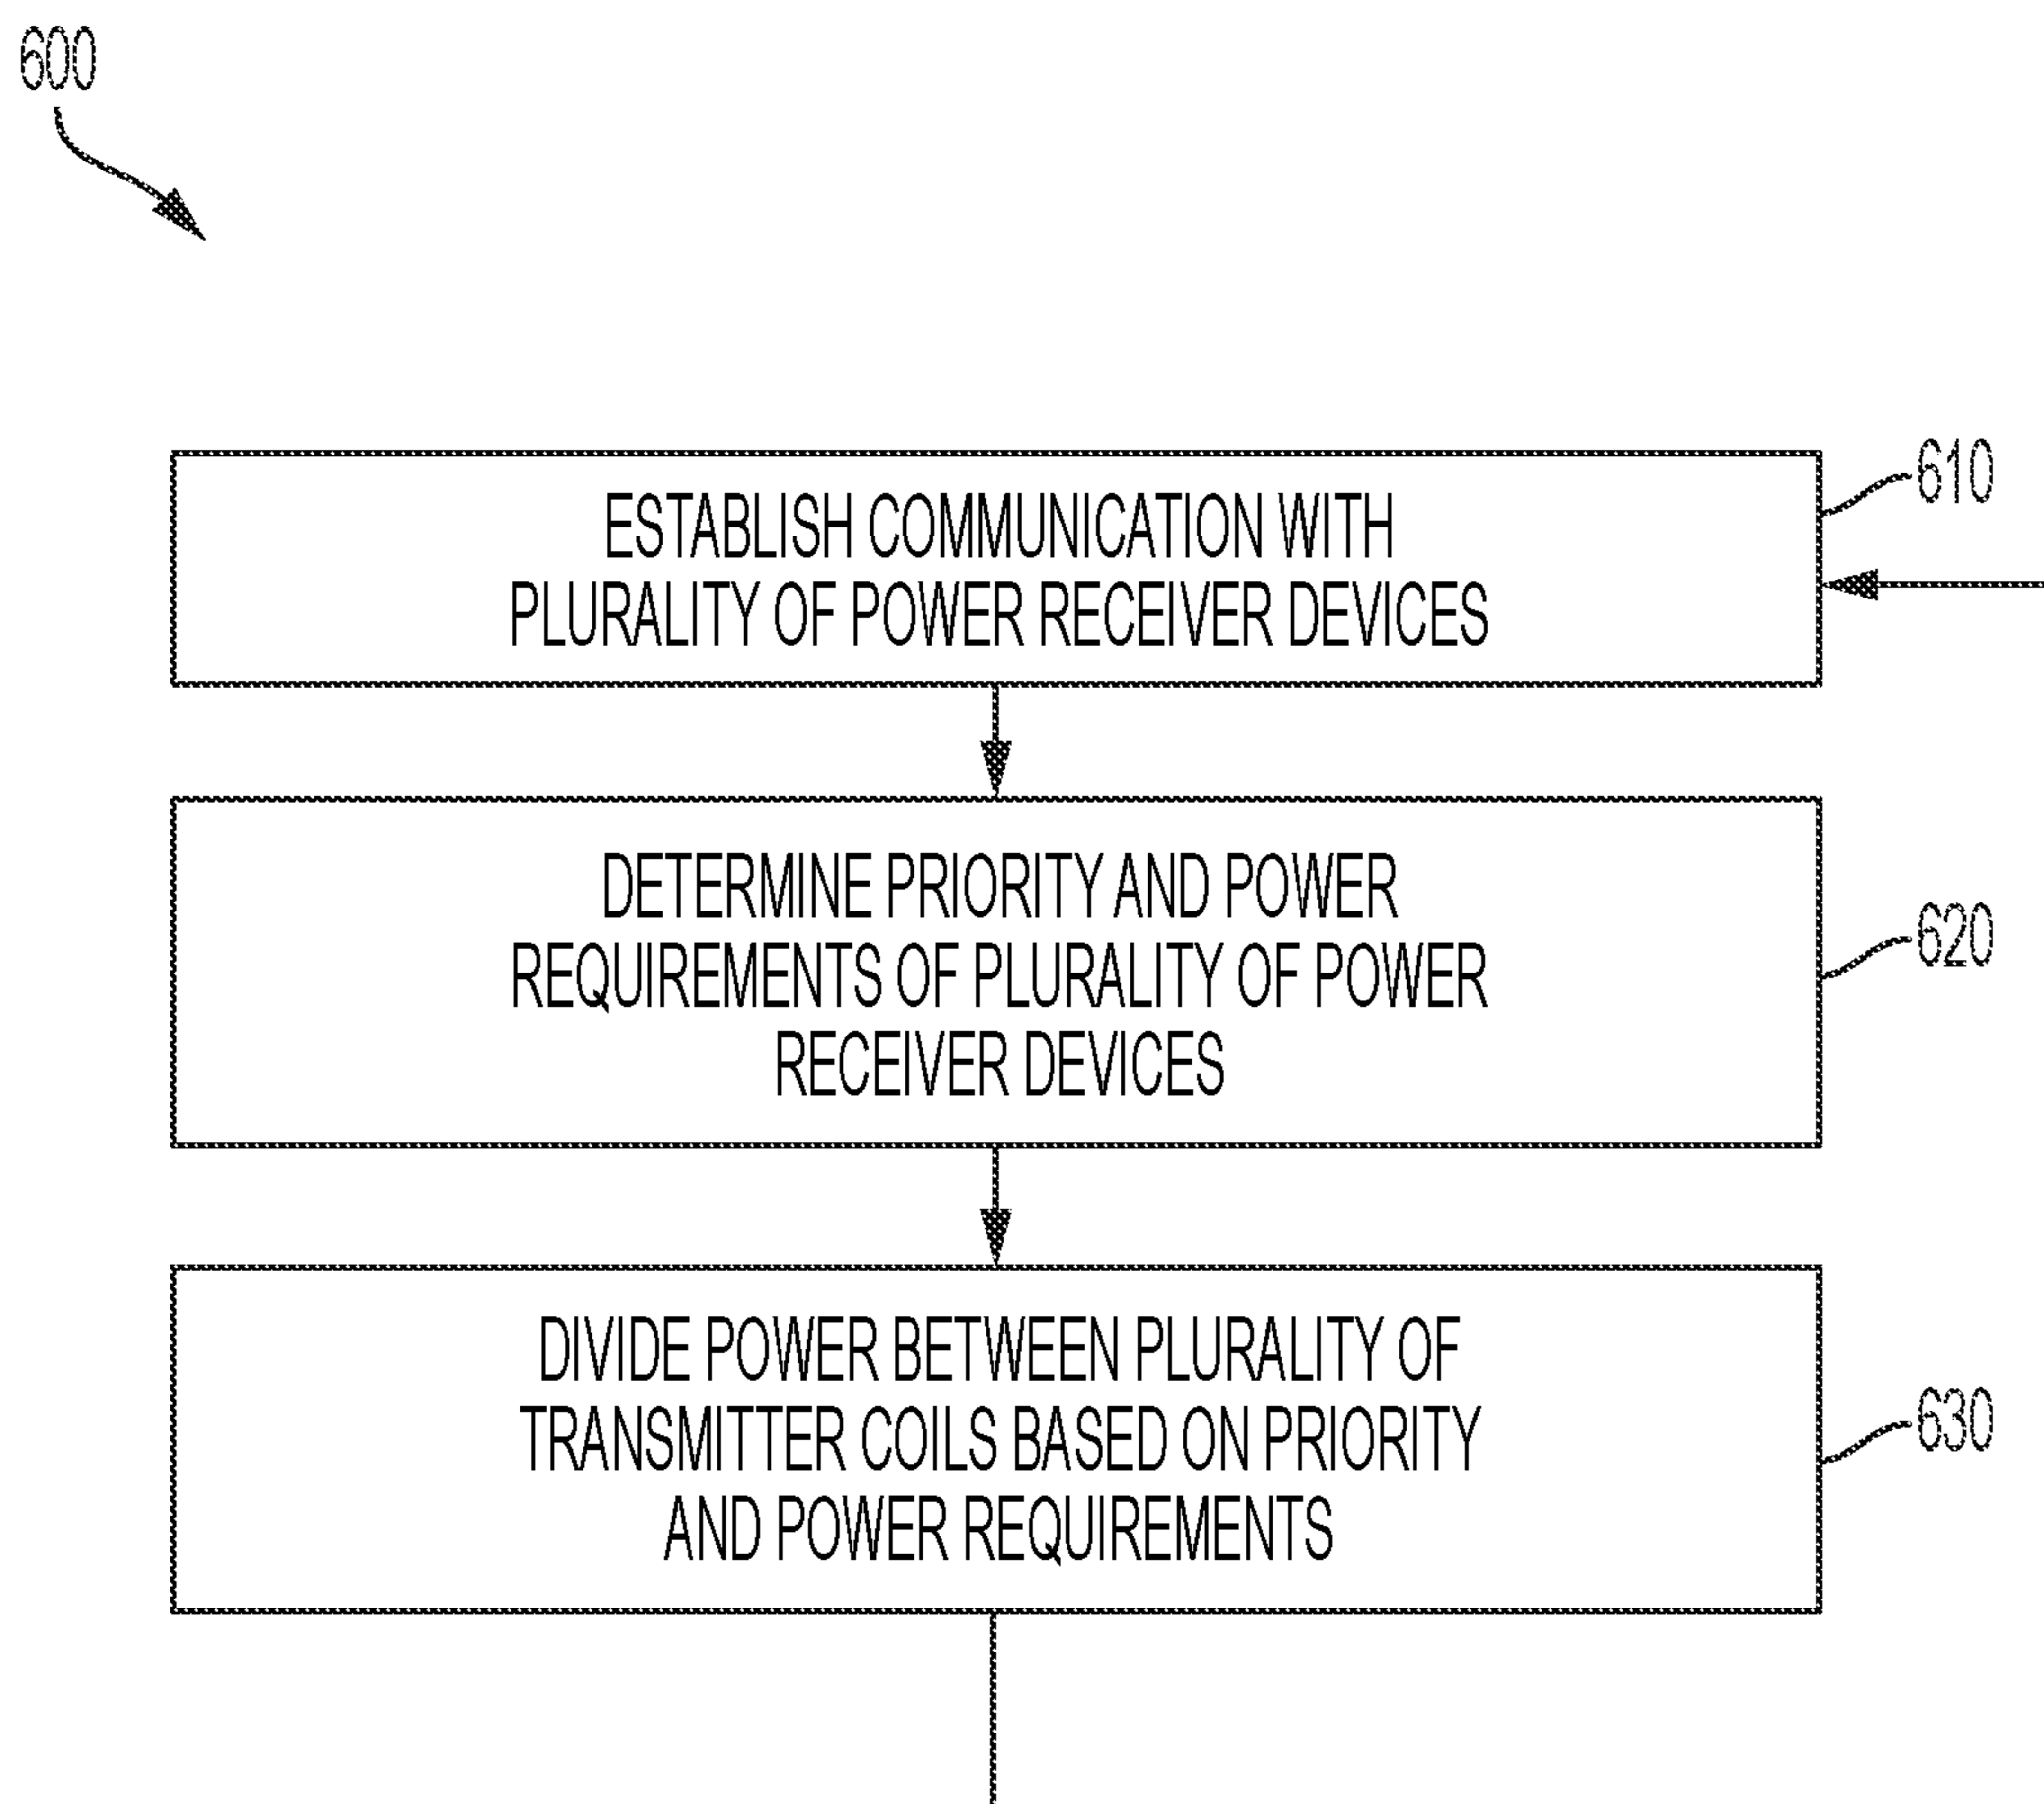 600
ESTABLISH COMMUNICATION WITH
PLURALITY OF POWER RECEIVER DEVICES
610
DETERMINE PRIORITY AND POWER
REQUIREMENTS OF PLURALITY OF POWER
RECEIVER DEVICES
620
DIVIDE POWER BETWEEN PLURALITY OF
TRANSMITTER COILS BASED ON PRIORITY
AND POWER REQUIREMENTS
630